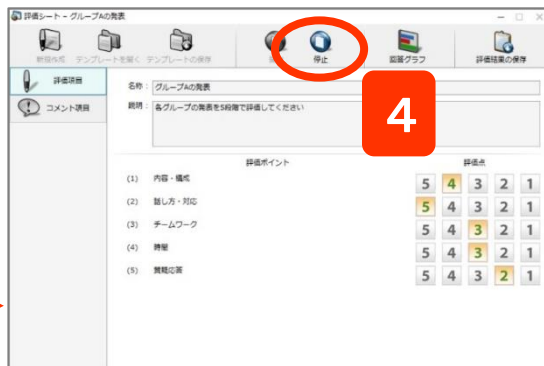 評価シート - グループAの発表
新規作成 テンプレートを開く テンプレートの保存 停止 回答グラフ 評価結果の保存
評価項目
コメント項目
名称： グループAの発表
説明： 各グループの発表を5段階で評価してください
4
評価ポイント 評価点
(1) 内容・構成 5 4 3 2 1
(2) 話し方・対応 5 4 3 2 1
(3) チームワーク 5 4 3 2 1
(4) 時間 5 4 3 2 1
(5) 質疑応答 5 4 3 2 1